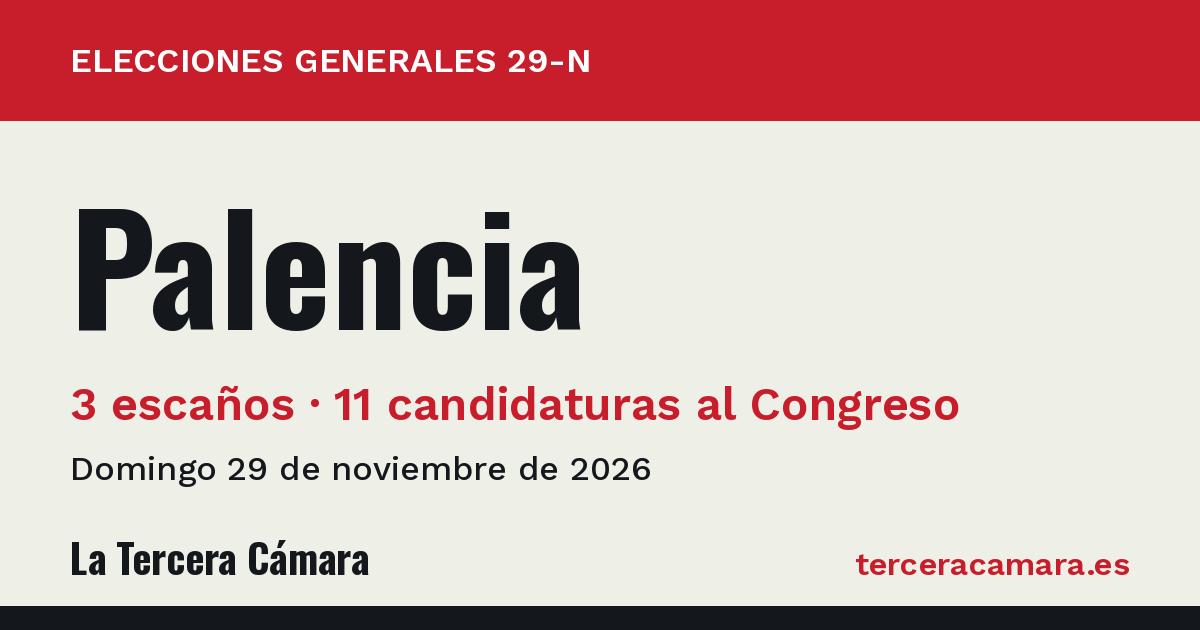 ELECCIONES GENERALES 29-N
Palencia
3 escaños · 11 candidaturas al Congreso
Domingo 29 de noviembre de 2026
La Tercera Cámara
terceracamara.es